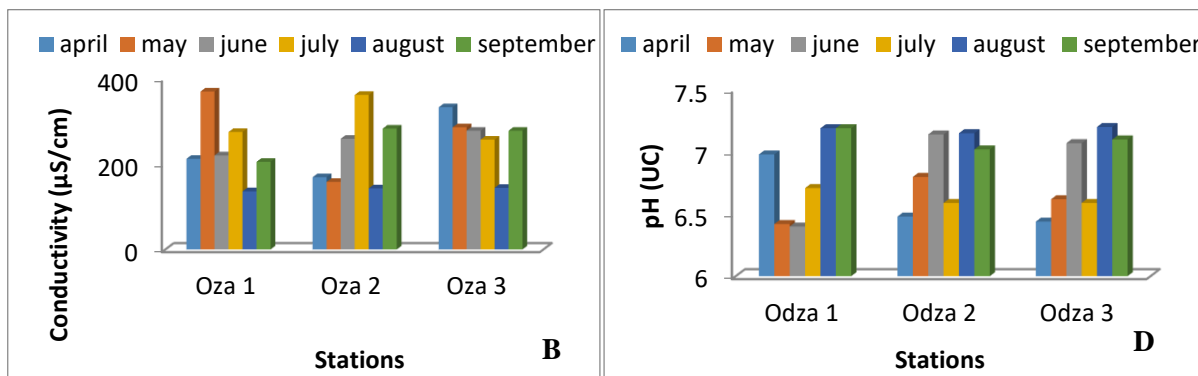 april may june july august september
400
200
0
Conductivity (µS/cm)
Oza 1 Oza 2 Oza 3
Stations
B
april may june july august september
7.5
7
6.5
6
pH (UC)
Odza 1 Odza 2 Odza 3
Stations
D